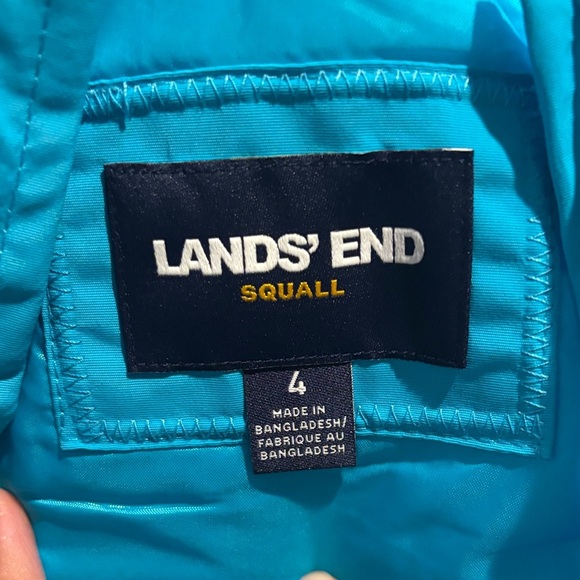 LANDS' END
SQUALL
4
MADE IN
BANGLADESH/
FABRIQUE AU
BANGLADESH